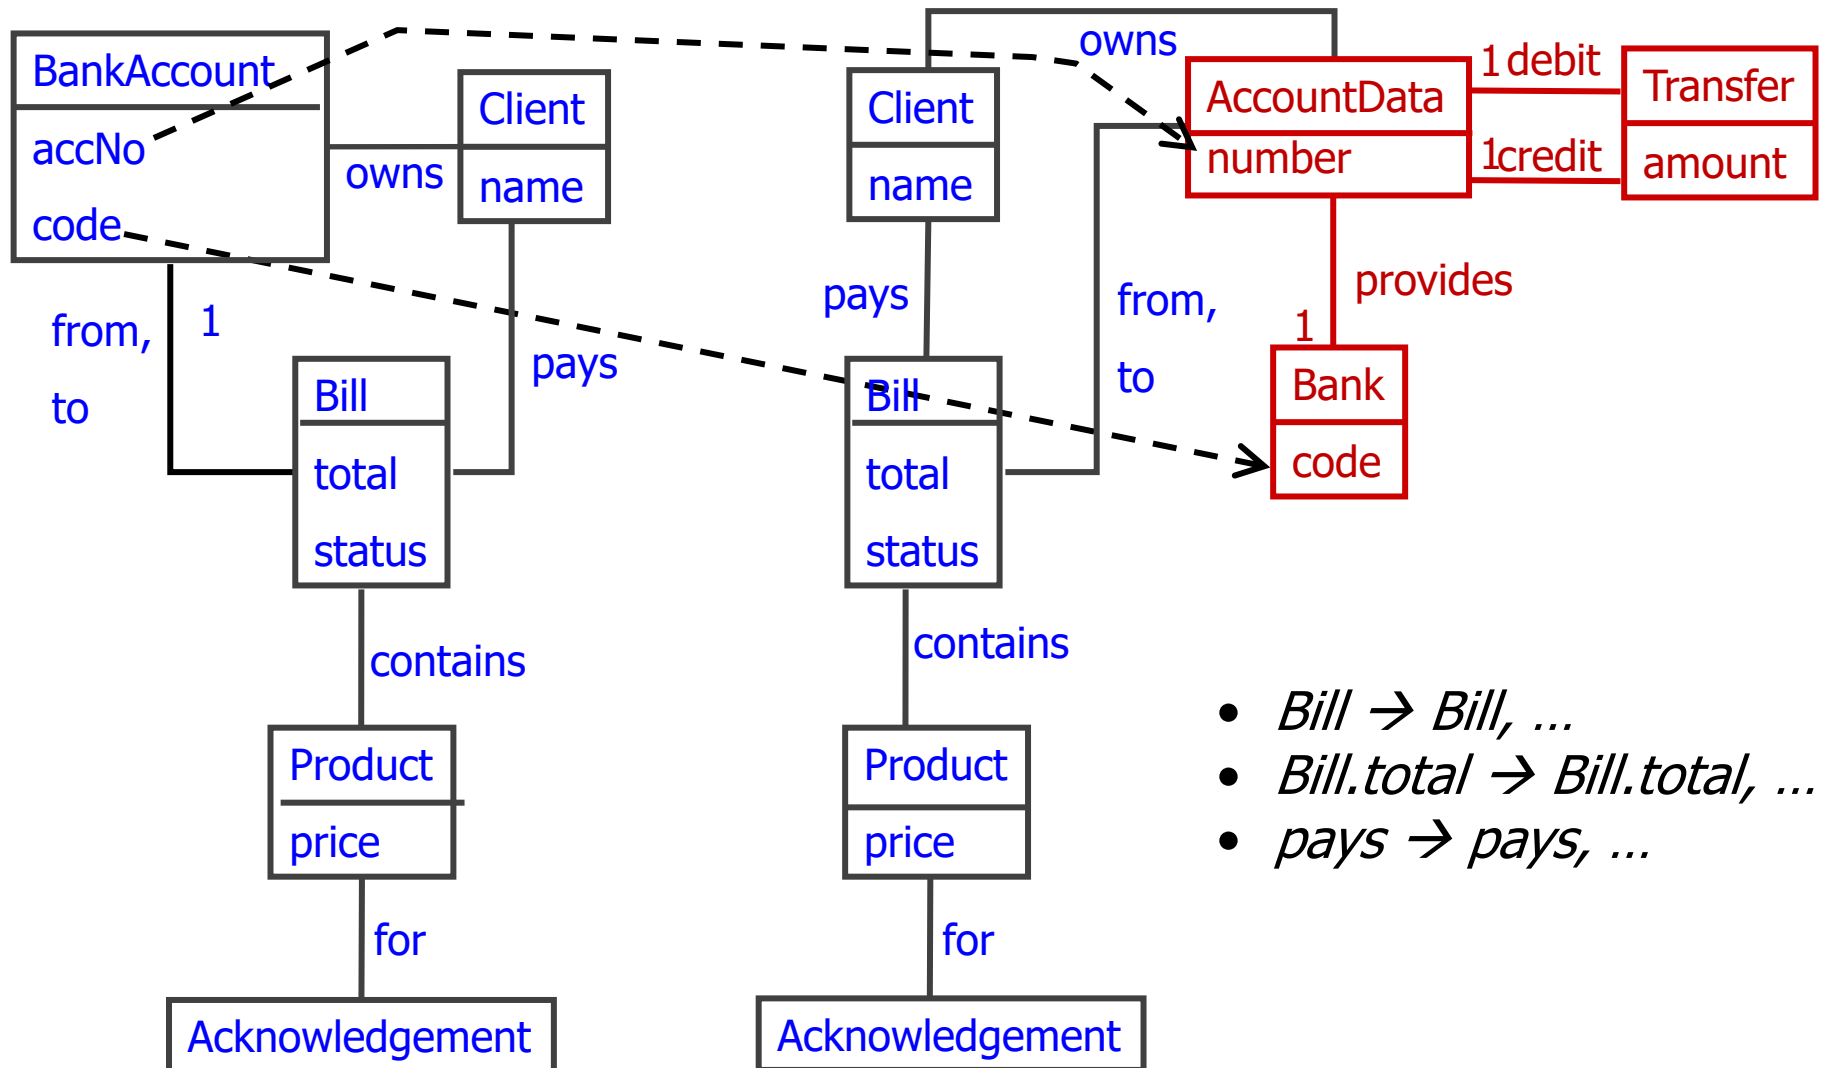 BankAccount
accNo
code
owns
Client
name
from,
to
1
pays
Bill
total
status
contains
Product
price
for
Acknowledgement
owns
Client
name
pays
Bill
total
status
from,
to
contains
Product
price
for
Acknowledgement
AccountData
number
1 debit
1credit
Transfer
amount
provides
1
Bank
code
• Bill → Bill, ...
• Bill.total → Bill.total, ...
• pays → pays, ...